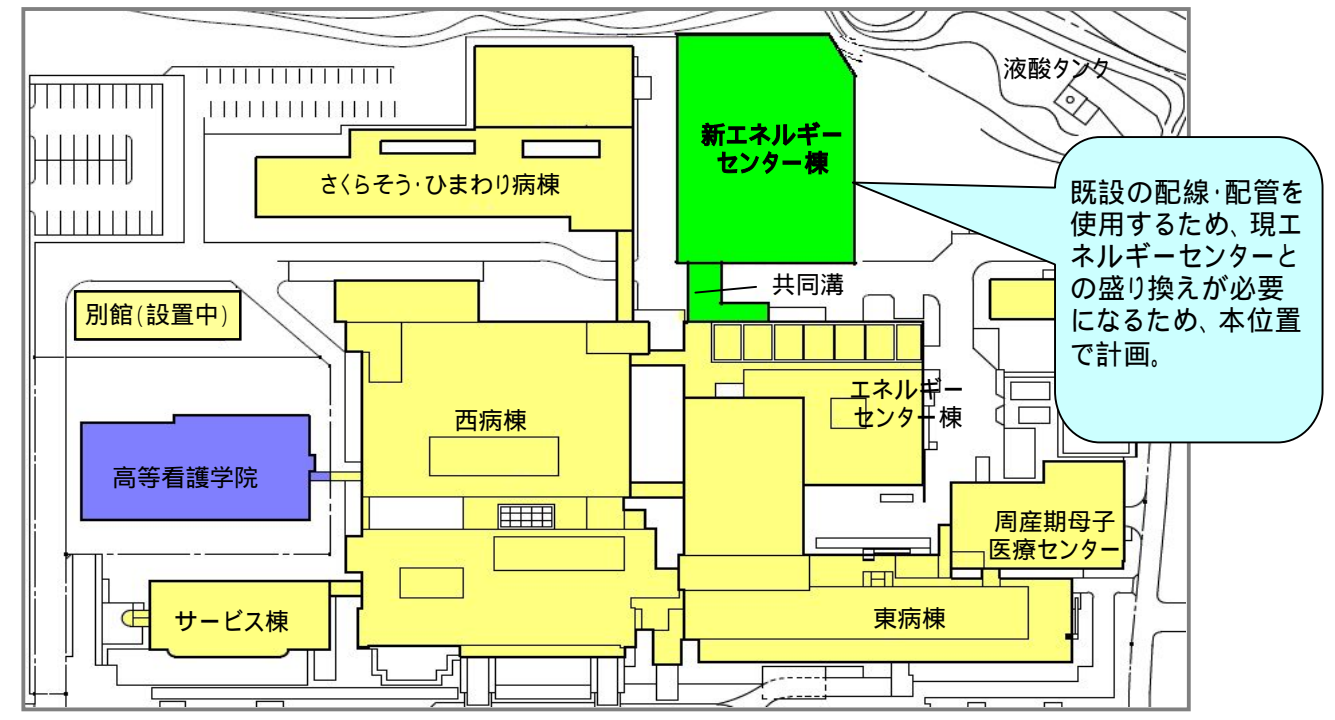 液酸タンク
新エネルギー
センター棟
さくらそう・ひまわり病棟
既設の配線・配管を
使用するため、現エ
ネルギーセンターと
の盛り換えが必要
になるため、本位置
で計画。
共同溝
別館(設置中)
エネルギー
センター棟
西病棟
高等看護学院
周産期母子
医療センター
サービス棟
東病棟